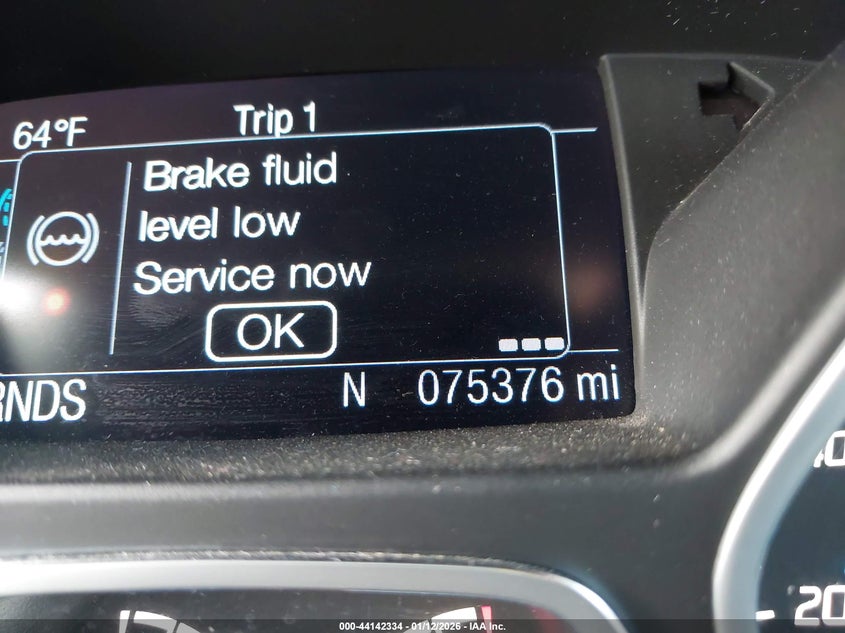 64°F Trip 1
Brake fluid
level low
Service now
OK
RNDS N 075376 mi
20
000-44142334 - 01/12/2026 - IAA Inc.